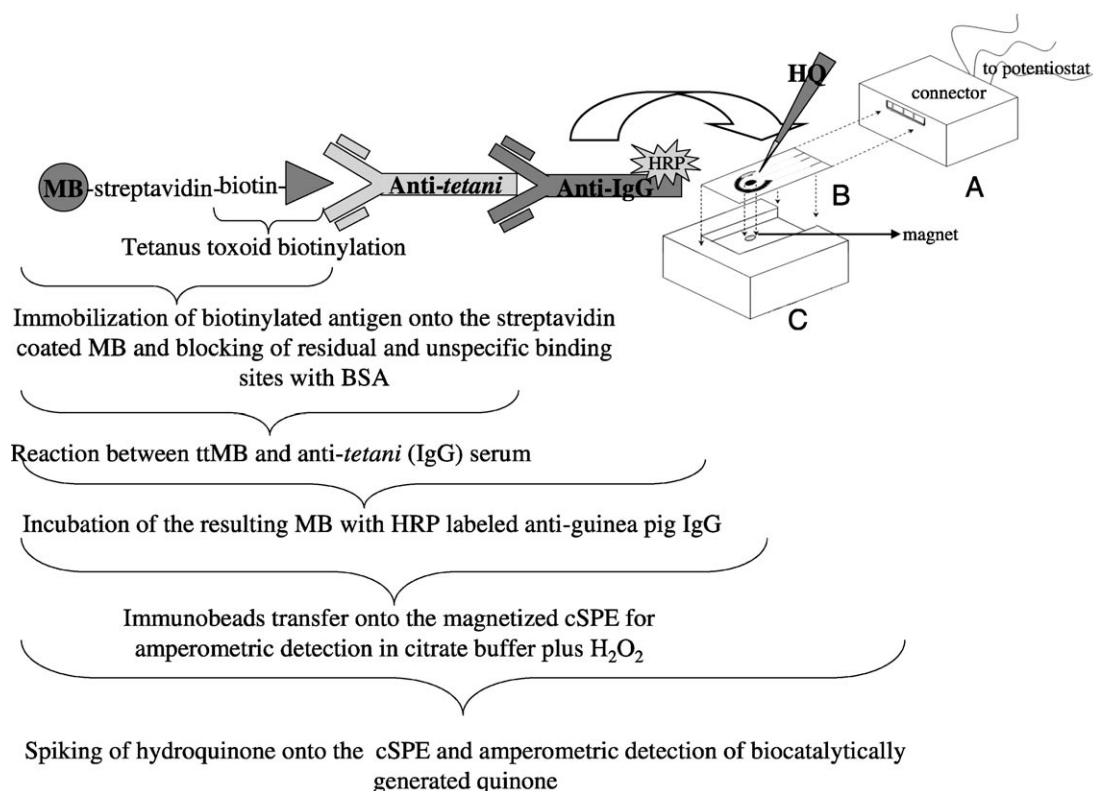 HQ
to potentiostat
connector
MB-streptavidin-biotin-
Anti-tetani
Anti-IgG
HRP
A
B
magnet
C
Tetanus toxoid biotinylation
Immobilization of biotinylated antigen onto the streptavidin
coated MB and blocking of residual and unspecific binding
sites with BSA
Reaction between ttMB and anti-tetani (IgG) serum
Incubation of the resulting MB with HRP labeled anti-guinea pig IgG
Immunobeads transfer onto the magnetized cSPE for
amperometric detection in citrate buffer plus H₂O₂
Spiking of hydroquinone onto the cSPE and amperometric detection of biocatalytically
generated quinone